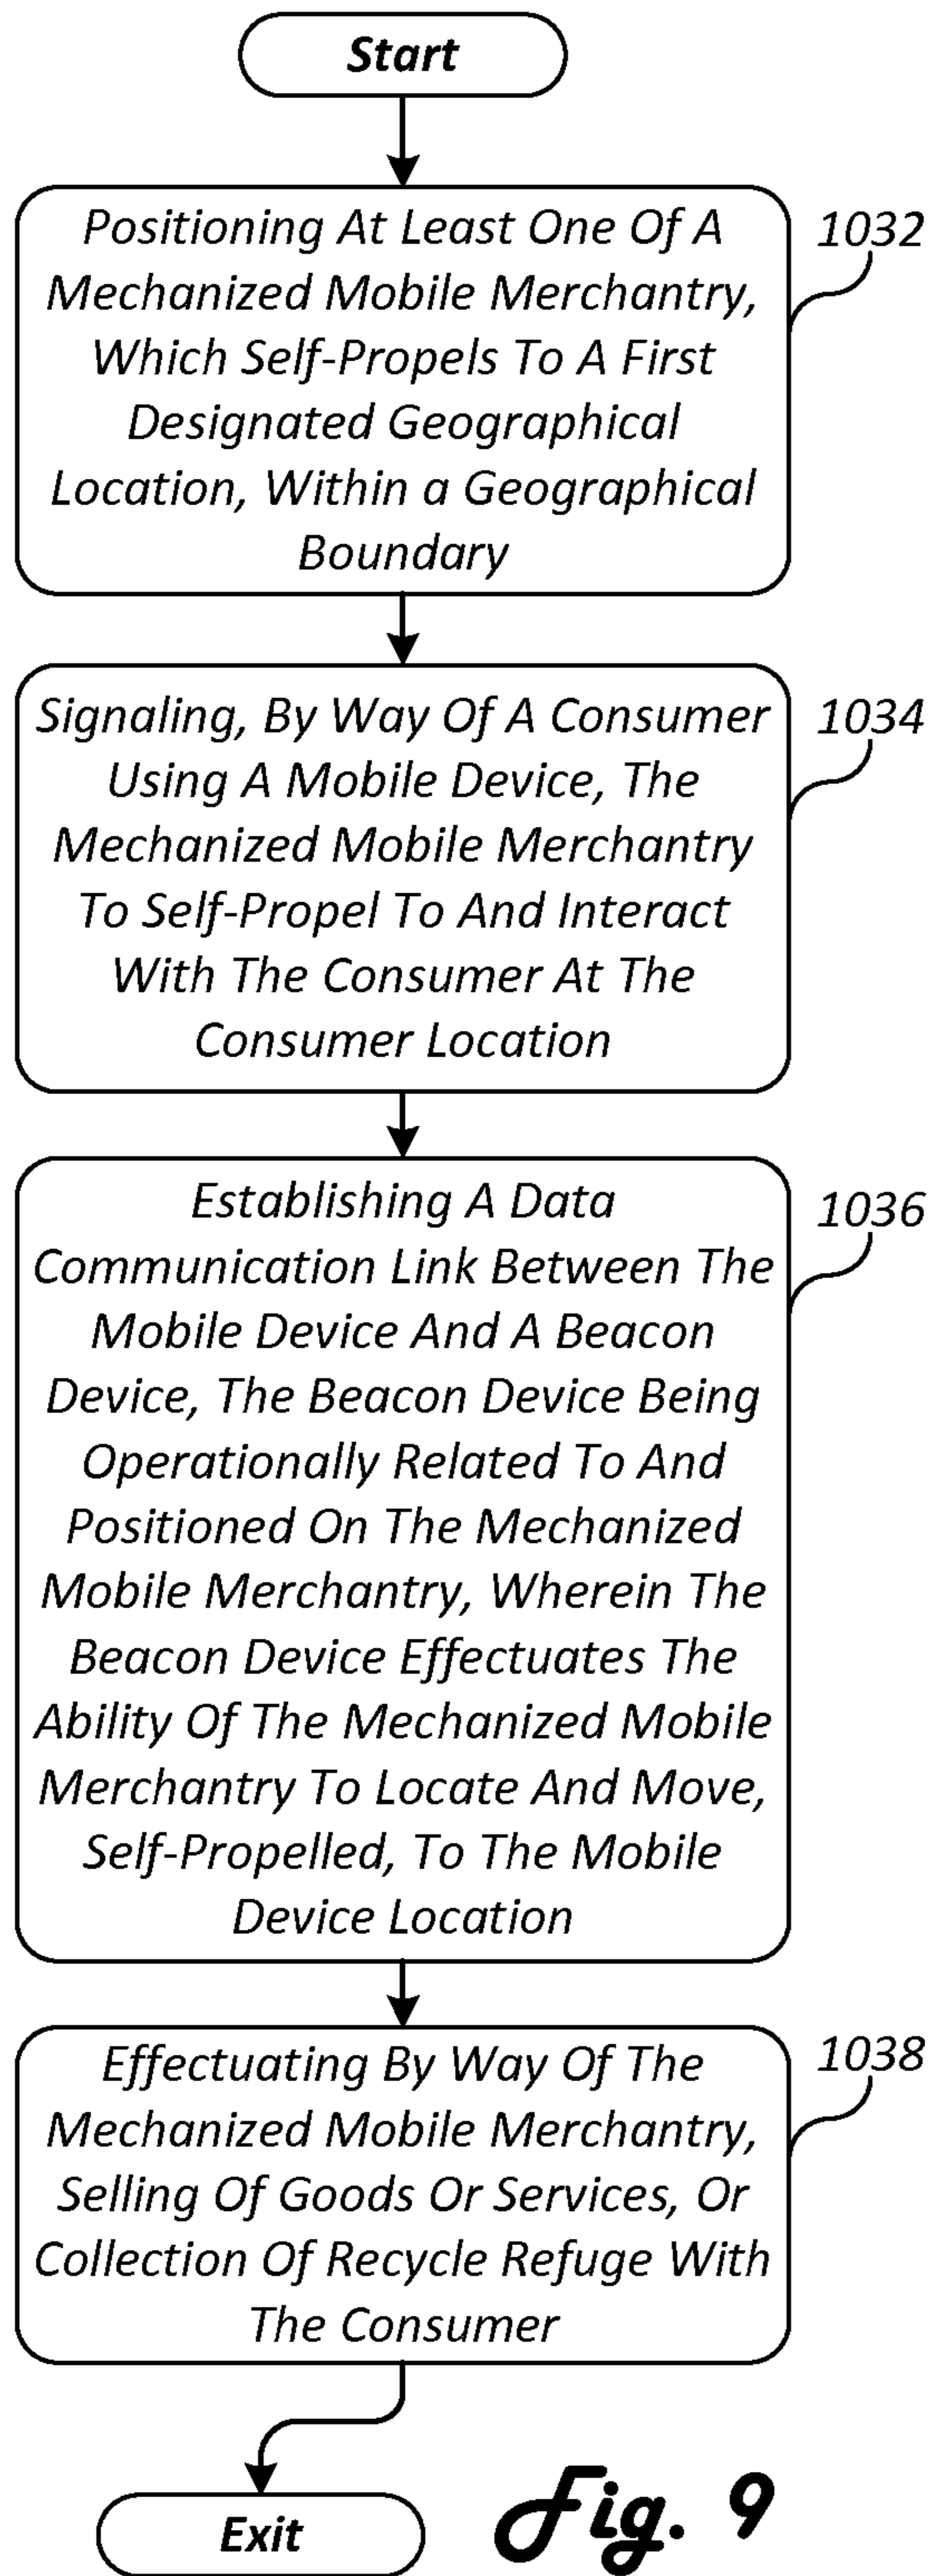 Start
Positioning At Least One Of A
Mechanized Mobile Merchantry,
Which Self-Propels To A First
Designated Geographical
Location, Within a Geographical
Boundary
1032
Signaling, By Way Of A Consumer
Using A Mobile Device, The
Mechanized Mobile Merchantry
To Self-Propel To And Interact
With The Consumer At The
Consumer Location
1034
Establishing A Data
Communication Link Between The
Mobile Device And A Beacon
Device, The Beacon Device Being
Operationally Related To And
Positioned On The Mechanized
Mobile Merchantry, Wherein The
Beacon Device Effectuates The
Ability Of The Mechanized Mobile
Merchantry To Locate And Move,
Self-Propelled, To The Mobile
Device Location
1036
Effectuating By Way Of The
Mechanized Mobile Merchantry,
Selling Of Goods Or Services, Or
Collection Of Recycle Refuge With
The Consumer
1038
Exit
Fig. 9